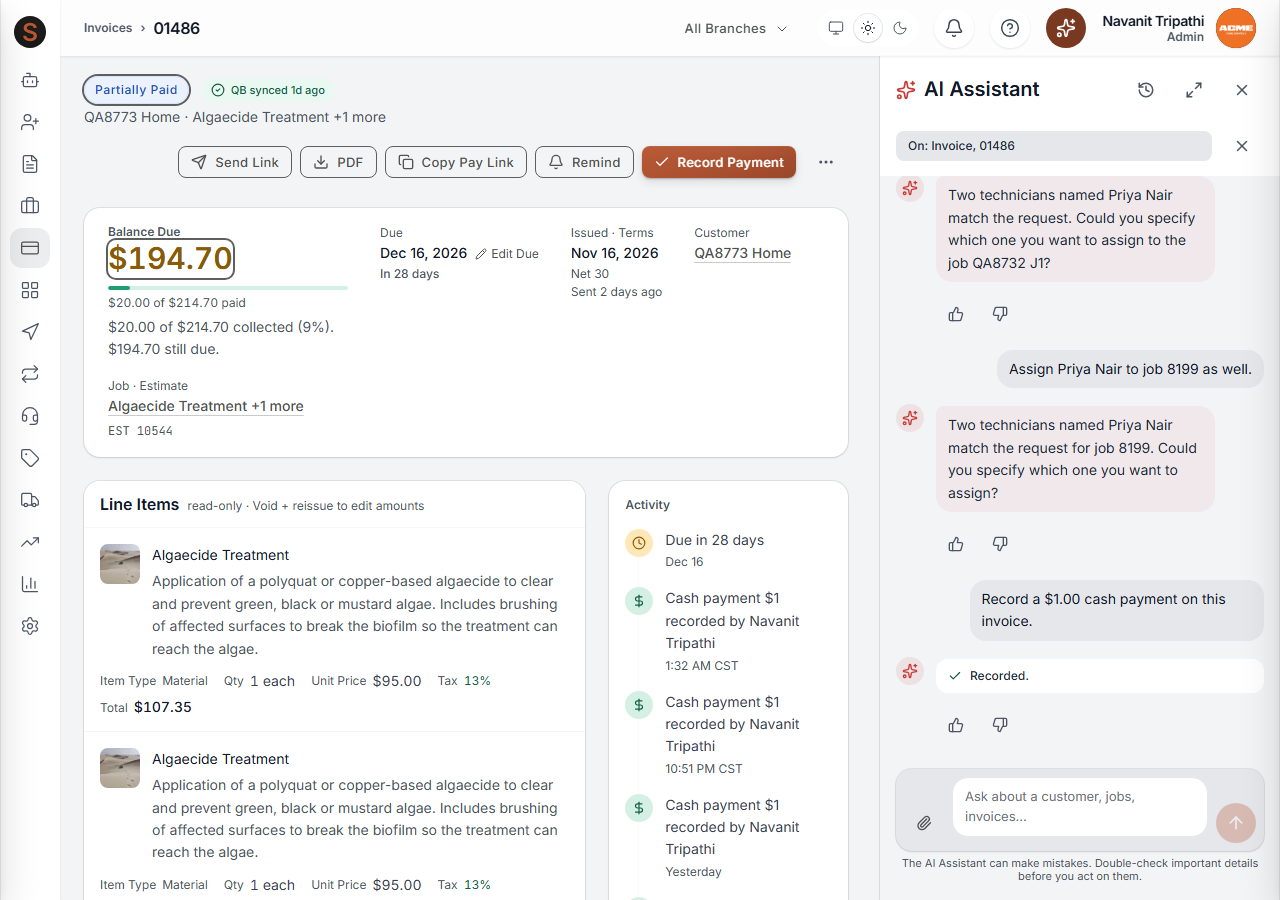 S
Invoices › 01486
All Branches
Navanit Tripathi
Admin
ACME
Partially Paid
QB synced 1d ago
QA8773 Home · Algaecide Treatment +1 more
Send Link
PDF
Copy Pay Link
Remind
Record Payment
Balance Due
$194.70
$20.00 of $214.70 paid
$20.00 of $214.70 collected (9%).
$194.70 still due.
Due
Dec 16, 2026
Edit Due
In 28 days
Issued · Terms
Nov 16, 2026
Net 30
Sent 2 days ago
Customer
QA8773 Home
Job · Estimate
Algaecide Treatment +1 more
EST 10544
Line Items read-only · Void + reissue to edit amounts
Algaecide Treatment
Application of a polyquat or copper-based algaecide to clear
and prevent green, black or mustard algae. Includes brushing
of affected surfaces to break the biofilm so the treatment can
reach the algae.
Item Type Material Qty 1 each Unit Price $95.00 Tax 13%
Total $107.35
Algaecide Treatment
Application of a polyquat or copper-based algaecide to clear
and prevent green, black or mustard algae. Includes brushing
of affected surfaces to break the biofilm so the treatment can
reach the algae.
Item Type Material Qty 1 each Unit Price $95.00 Tax 13%
Activity
Due in 28 days
Dec 16
Cash payment $1
recorded by Navanit
Tripathi
1:32 AM CST
Cash payment $1
recorded by Navanit
Tripathi
10:51 PM CST
Cash payment $1
recorded by Navanit
Tripathi
Yesterday
AI Assistant
On: Invoice, 01486
Two technicians named Priya Nair
match the request. Could you specify
which one you want to assign to the
job QA8732 J1?
Assign Priya Nair to job 8199 as well.
Two technicians named Priya Nair
match the request for job 8199. Could
you specify which one you want to
assign?
Record a $1.00 cash payment on this
invoice.
Recorded.
Ask about a customer, jobs,
invoices...
The AI Assistant can make mistakes. Double-check important details
before you act on them.